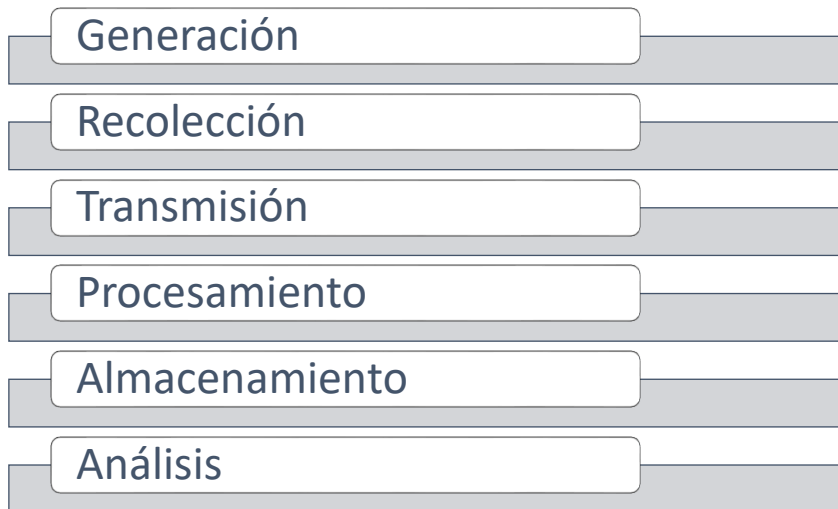 Generación
Recolección
Transmisión
Procesamiento
Almacenamiento
Análisis